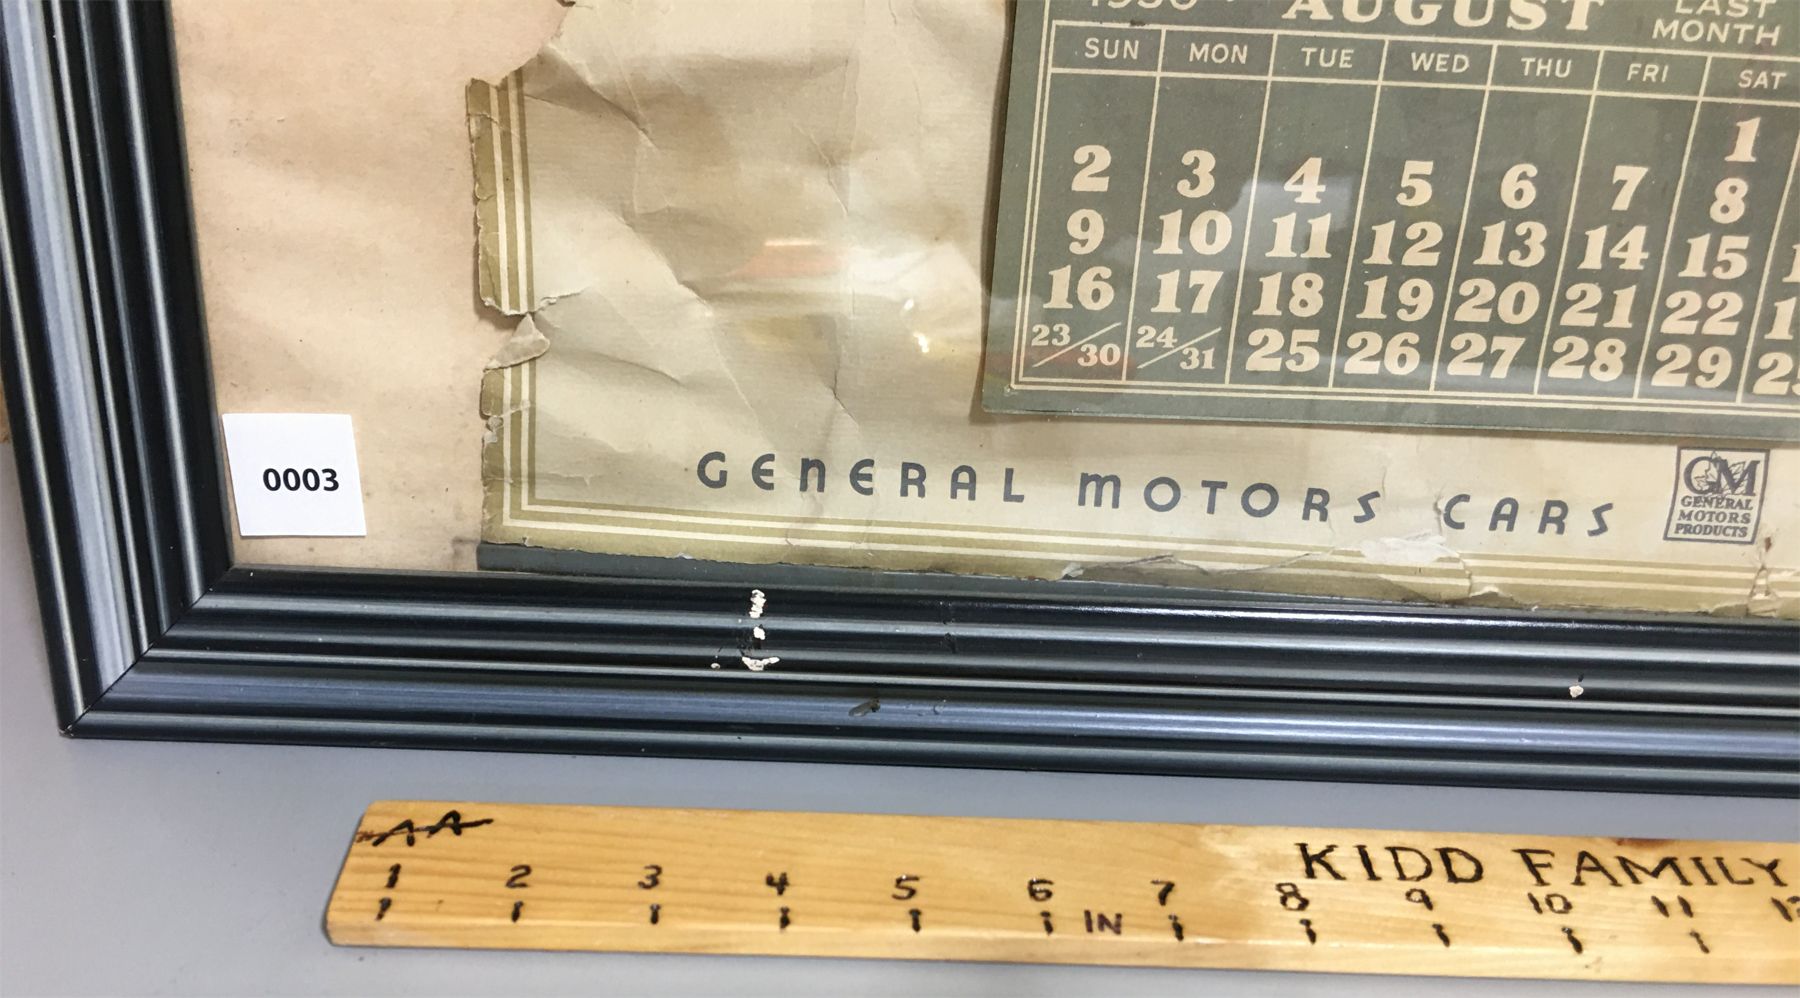 AUGUST
LAST
MONTH
SUN MON TUE WED THU FRI SAT
1
2 3 4 5 6 7 8
9 10 11 12 13 14 15
16 17 18 19 20 21 22
23/30 24/31 25 26 27 28 29
0003
GENERAL MOTORS CARS
GM
GENERAL
MOTORS
PRODUCTS
AA
KIDD FAMILY
1 2 3 4 5 6 7 8 9 10 11
IN